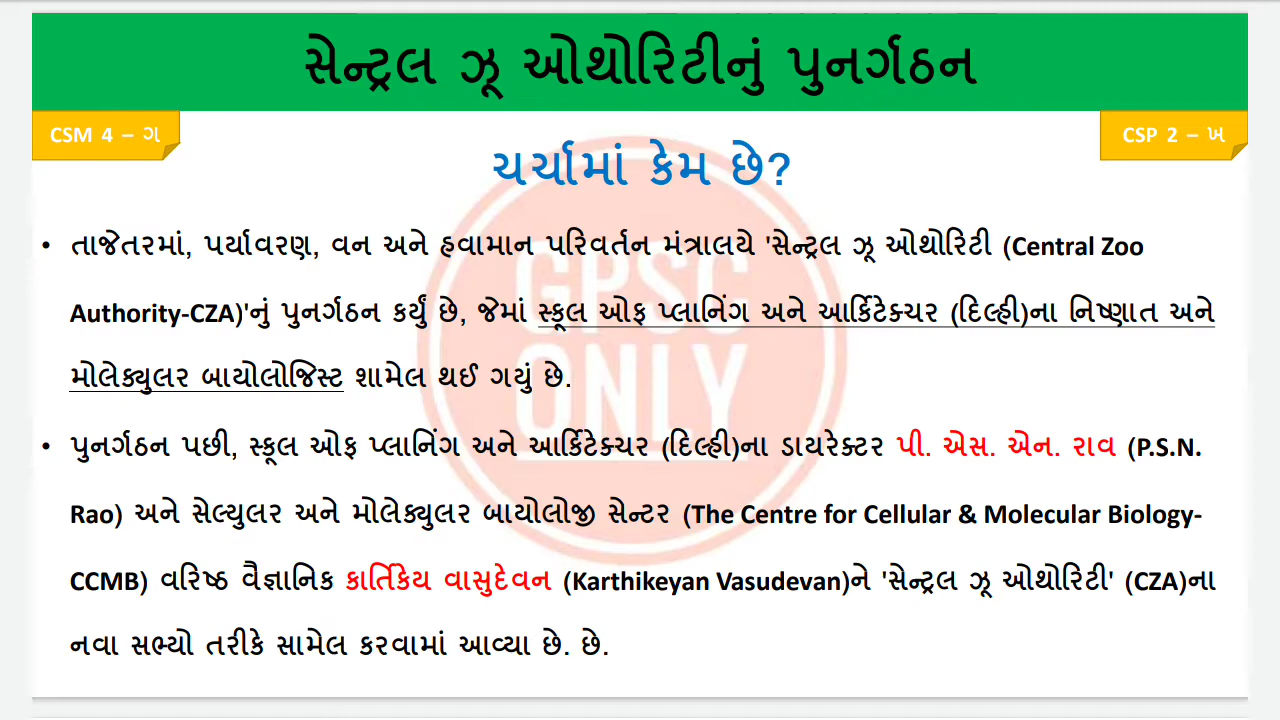 સેન્ટ્રલ ઝૂ ઓથોરિટીનું પુનર્ગઠન
CSM 4 – ગ
CSP 2 – ખ
ચર્ચામાં કેમ છે?
• તાજેતરમાં, પર્યાવરણ, વન અને હવામાન પરિવર્તન મંત્રાલયે 'સેન્ટ્રલ ઝૂ ઓથોરિટી (Central Zoo
Authority-CZA)'નું પુનર્ગઠન કર્યું છે, જેમાં સ્કૂલ ઓફ પ્લાનિંગ અને આર્કિટેક્ચર (દિલ્હી)ના નિષ્ણાત અને
મોલેક્યુલર બાયોલોજિસ્ટ શામેલ થઈ ગયું છે.
• પુનર્ગઠન પછી, સ્કૂલ ઓફ પ્લાનિંગ અને આર્કિટેક્ચર (દિલ્હી)ના ડાયરેક્ટર પી. એસ. એન. રાવ (P.S.N.
Rao) અને સેલ્યુલર અને મોલેક્યુલર બાયોલોજી સેન્ટર (The Centre for Cellular & Molecular Biology-
CCMB) વરિષ્ઠ વૈજ્ઞાનિક કાર્તિકેય વાસુદેવન (Karthikeyan Vasudevan)ને 'સેન્ટ્રલ ઝૂ ઓથોરિટી' (CZA)ના
નવા સભ્યો તરીકે સામેલ કરવામાં આવ્યા છે. છે.
GPSC
ONLY